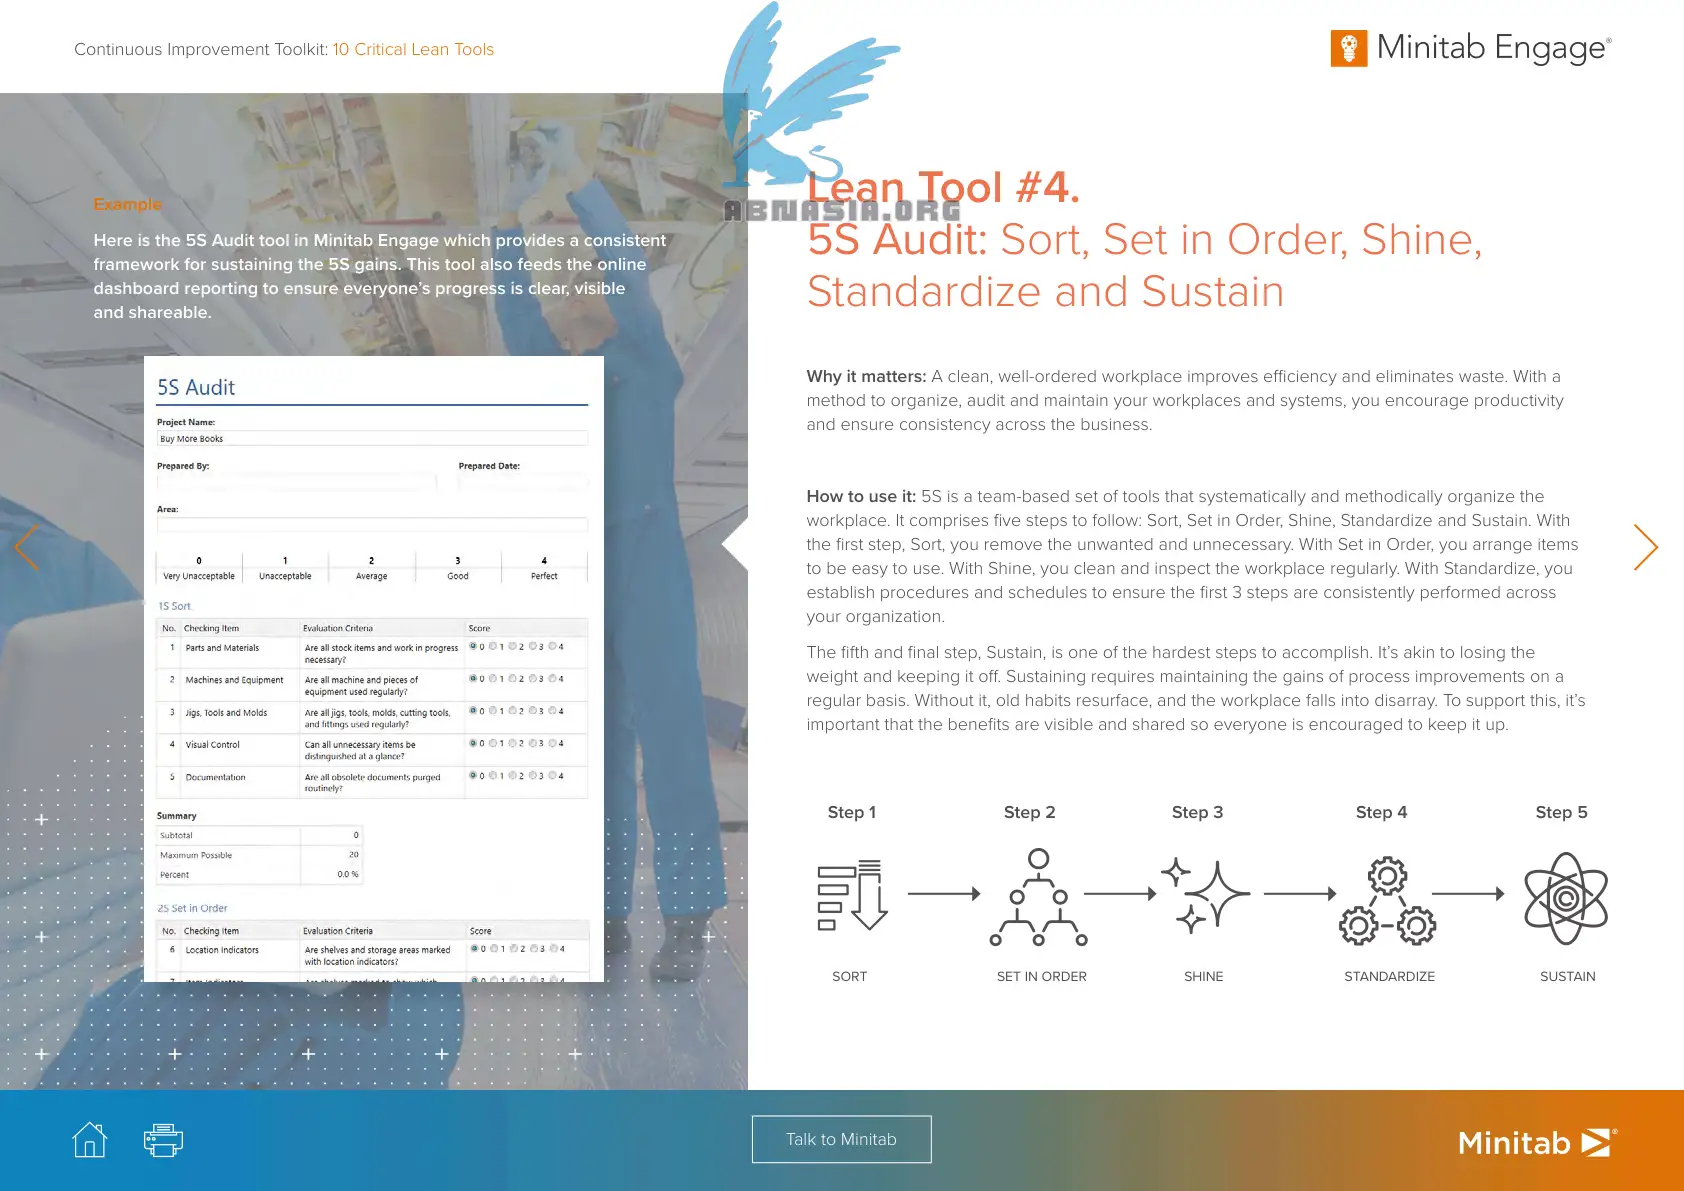 Continuous Improvement Toolkit: 10 Critical Lean Tools
Minitab Engage®
ABNASIA.ORG
Example
Here is the 5S Audit tool in Minitab Engage which provides a consistent
framework for sustaining the 5S gains. This tool also feeds the online
dashboard reporting to ensure everyone's progress is clear, visible
and shareable.
5S Audit
Project Name:
Buy More Books
Prepared By: Prepared Date:
Area:
0 1 2 3 4
Very Unacceptable Unacceptable Average Good Perfect
1S Sort
No. Checking Item Evaluation Criteria Score
1 Parts and Materials Are all stock items and work in progress 0 1 2 3 4
necessary?
2 Machines and Equipment Are all machine and pieces of 0 1 2 3 4
equipment used regularly?
3 Jigs, Tools and Molds Are all jigs, tools, molds, cutting tools, 0 1 2 3 4
and fittings used regularly?
4 Visual Control Can all unnecessary items be 0 1 2 3 4
distinguished at a glance?
5 Documentation Are all obsolete documents purged 0 1 2 3 4
routinely?
Summary
Subtotal 0
Maximum Possible 20
Percent 0.0 %
2S Set in Order
No. Checking Item Evaluation Criteria Score
6 Location Indicators Are shelves and storage areas marked 0 1 2 3 4
with location indicators?
Lean Tool #4.
5S Audit: Sort, Set in Order, Shine,
Standardize and Sustain
Why it matters: A clean, well-ordered workplace improves efficiency and eliminates waste. With a
method to organize, audit and maintain your workplaces and systems, you encourage productivity
and ensure consistency across the business.
How to use it: 5S is a team-based set of tools that systematically and methodically organize the
workplace. It comprises five steps to follow: Sort, Set in Order, Shine, Standardize and Sustain. With
the first step, Sort, you remove the unwanted and unnecessary. With Set in Order, you arrange items
to be easy to use. With Shine, you clean and inspect the workplace regularly. With Standardize, you
establish procedures and schedules to ensure the first 3 steps are consistently performed across
your organization.
The fifth and final step, Sustain, is one of the hardest steps to accomplish. It's akin to losing the
weight and keeping it off. Sustaining requires maintaining the gains of process improvements on a
regular basis. Without it, old habits resurface, and the workplace falls into disarray. To support this, it's
important that the benefits are visible and shared so everyone is encouraged to keep it up.
Step 1 Step 2 Step 3 Step 4 Step 5
SORT SET IN ORDER SHINE STANDARDIZE SUSTAIN
Talk to Minitab
Minitab®